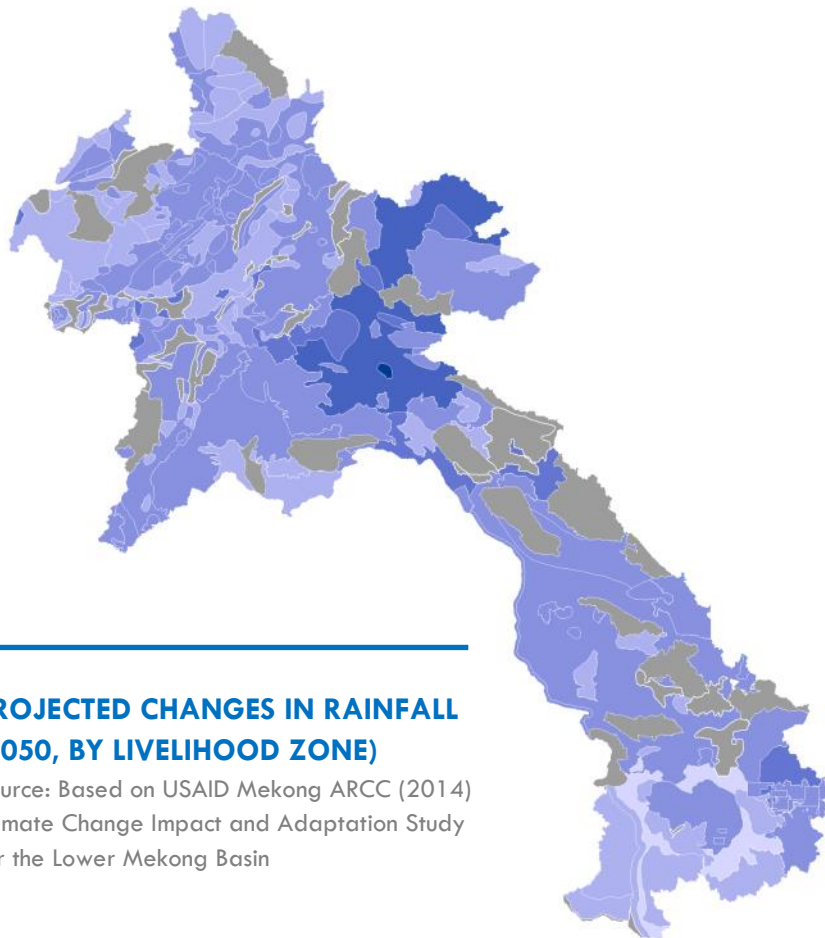 ROJECTED CHANGES IN RAINFALL
050, BY LIVELIHOOD ZONE)
urce: Based on USAID Mekong ARCC (2014)
imate Change Impact and Adaptation Study
r the Lower Mekong Basin